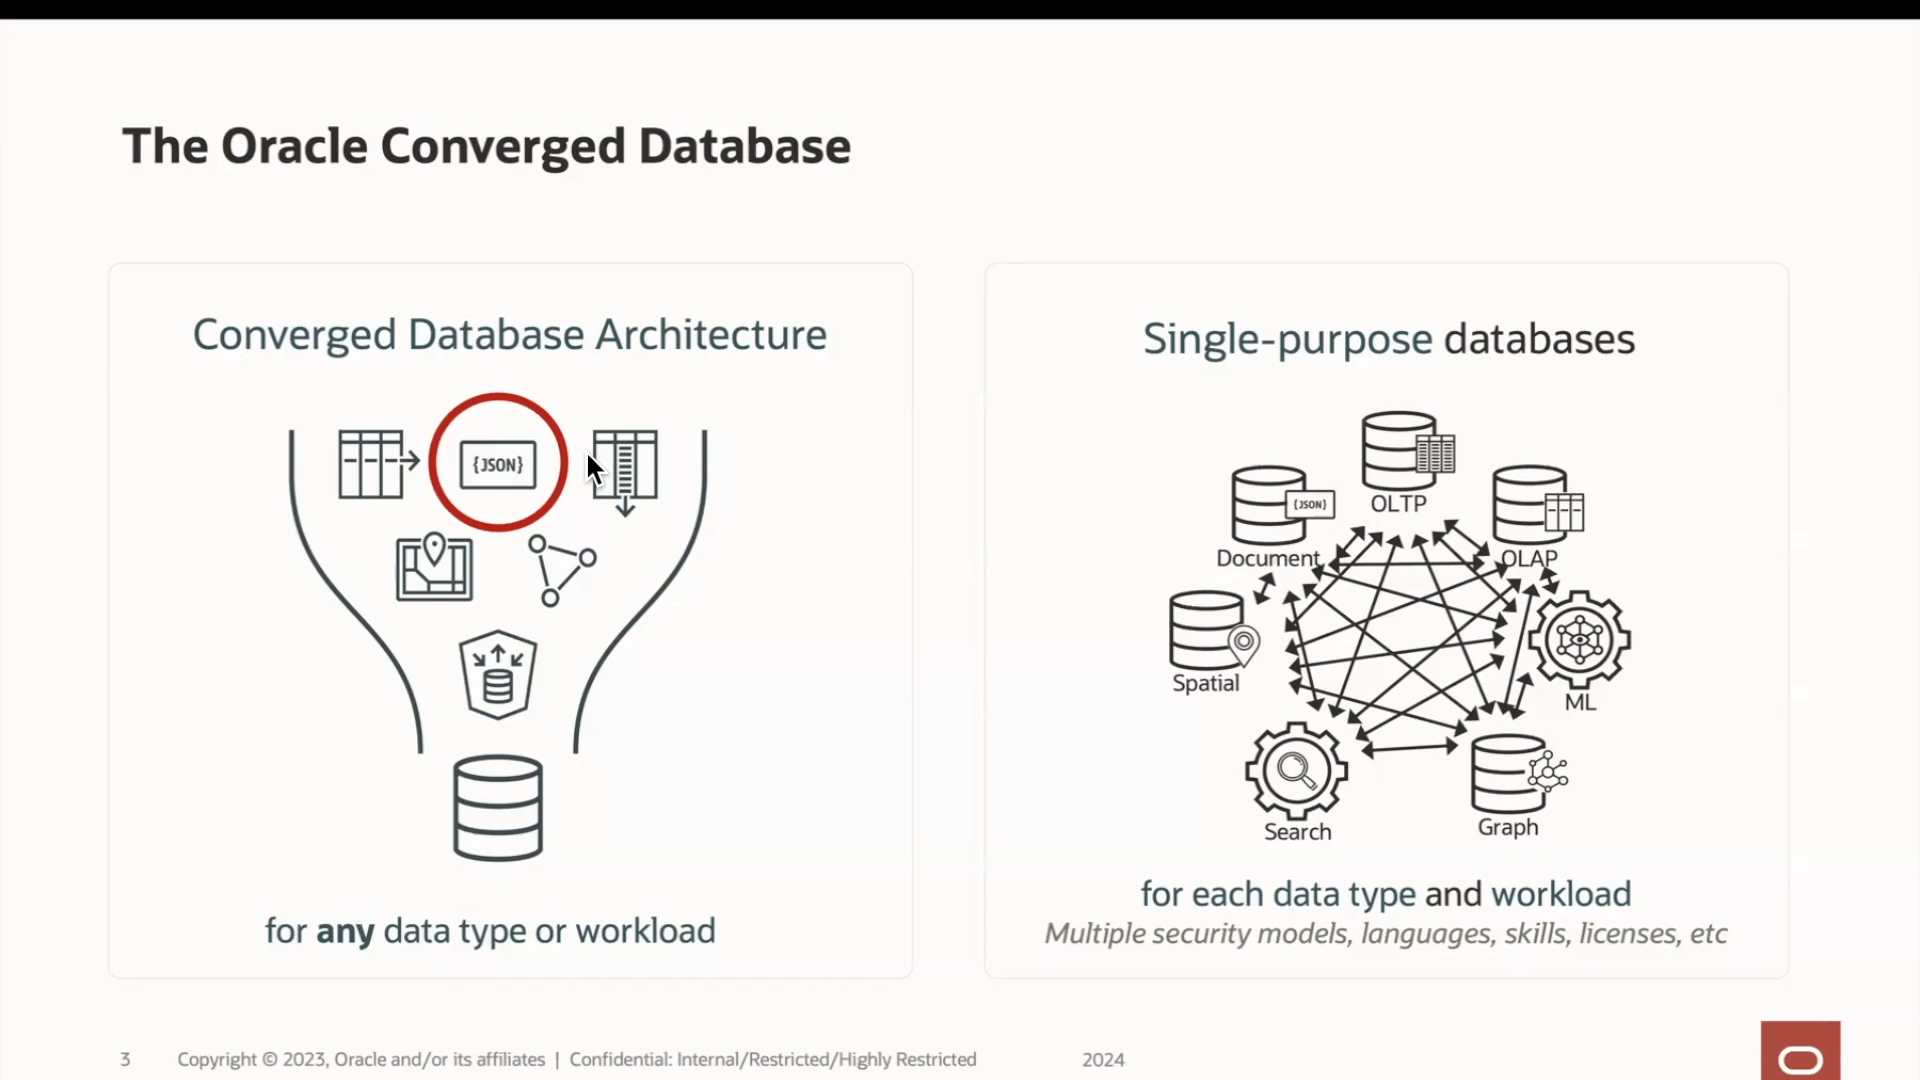 The Oracle Converged Database
Converged Database Architecture
{JSON}
for any data type or workload
Single-purpose databases
OLTP
{JSON}
Document
OLAP
Spatial
ML
Search
Graph
for each data type and workload
Multiple security models, languages, skills, licenses, etc
3 Copyright © 2023, Oracle and/or its affiliates | Confidential: Internal/Restricted/Highly Restricted 2024